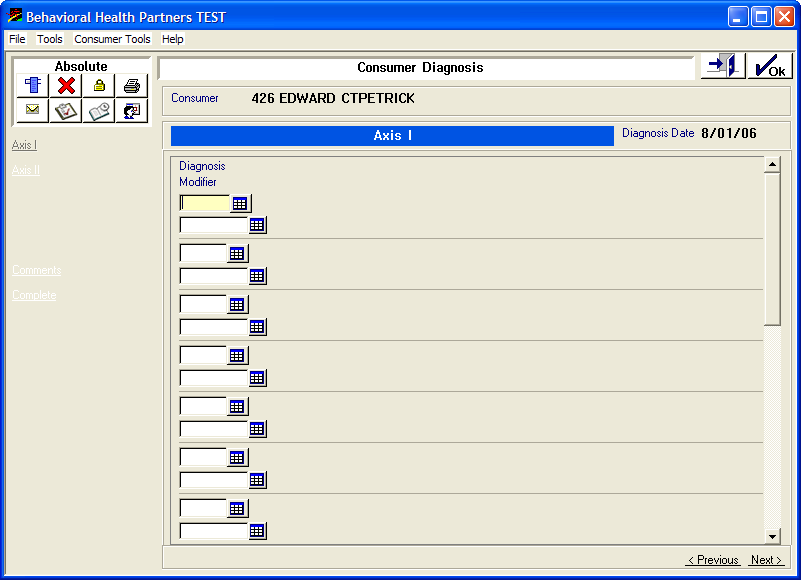 Behavioral Health Partners TEST
File Tools Consumer Tools Help
Absolute
Consumer Diagnosis
Ok
Consumer 426 EDWARD CTPETRICK
Axis I
Diagnosis Date 8/01/06
Axis I
Axis II
Comments
Complete
Diagnosis
Modifier
< Previous Next >